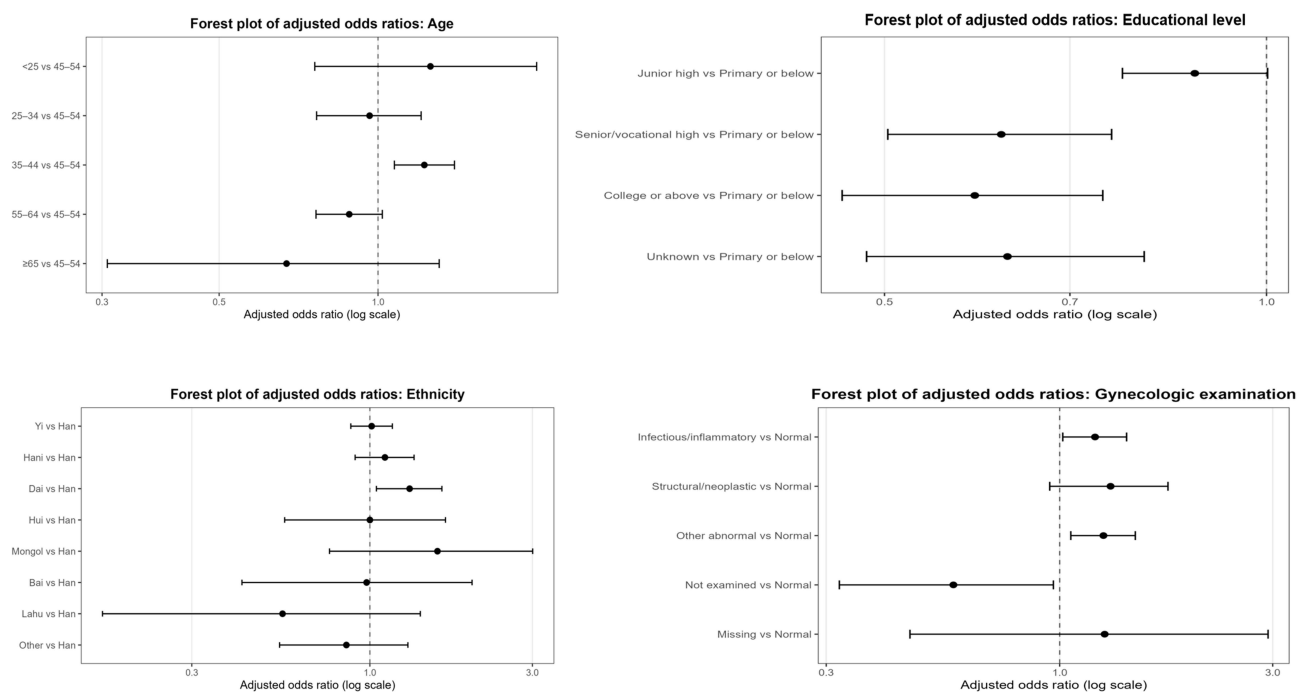 Forest plot of adjusted odds ratios: Age
<25 vs 45–54
25–34 vs 45–54
35–44 vs 45–54
55–64 vs 45–54
≥65 vs 45–54
0.3 0.5 1.0
Adjusted odds ratio (log scale)
Forest plot of adjusted odds ratios: Educational level
Junior high vs Primary or below
Senior/vocational high vs Primary or below
College or above vs Primary or below
Unknown vs Primary or below
0.5 0.7 1.0
Adjusted odds ratio (log scale)
Forest plot of adjusted odds ratios: Ethnicity
Yi vs Han
Hani vs Han
Dai vs Han
Hui vs Han
Mongol vs Han
Bai vs Han
Lahu vs Han
Other vs Han
0.3 1.0 3.0
Adjusted odds ratio (log scale)
Forest plot of adjusted odds ratios: Gynecologic examination
Infectious/inflammatory vs Normal
Structural/neoplastic vs Normal
Other abnormal vs Normal
Not examined vs Normal
Missing vs Normal
0.3 1.0 3.0
Adjusted odds ratio (log scale)